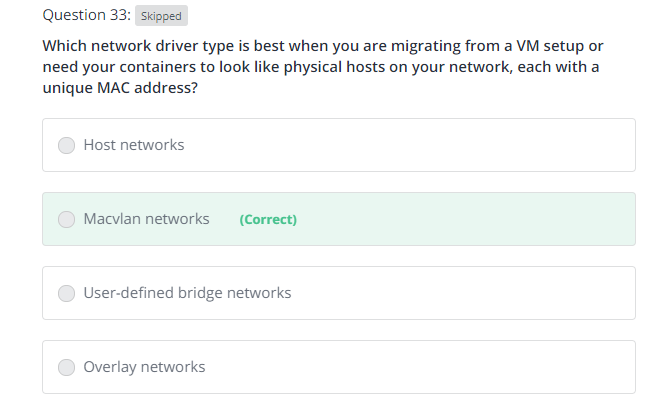 Question 33: Skipped
Which network driver type is best when you are migrating from a VM setup or
need your containers to look like physical hosts on your network, each with a
unique MAC address?
Host networks
Macvlan networks (Correct)
User-defined bridge networks
Overlay networks